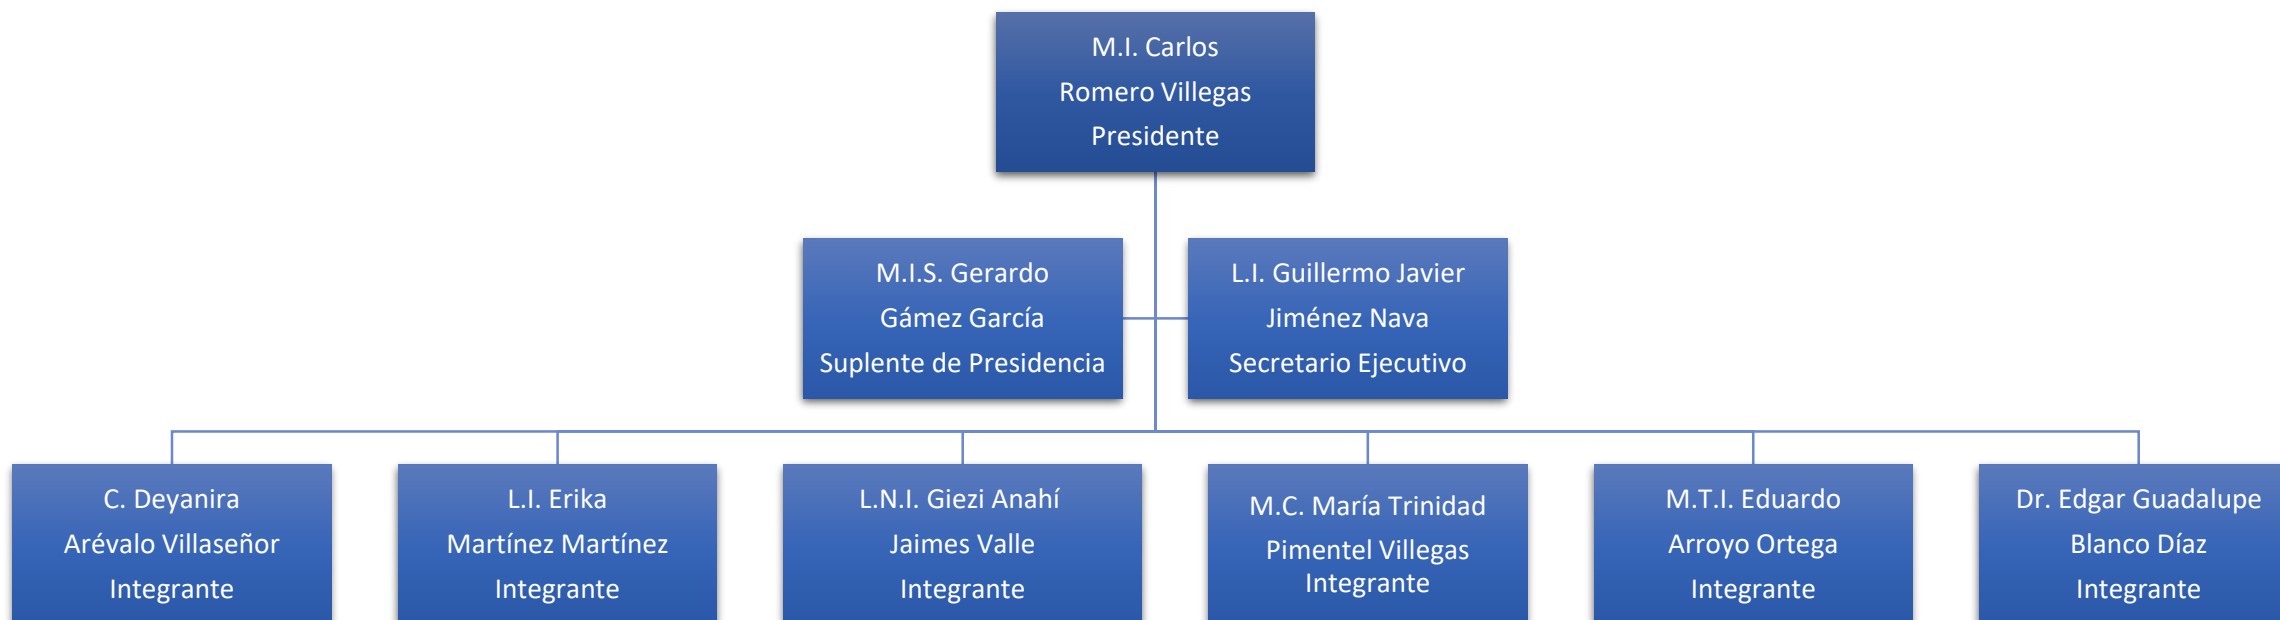 M.I. Carlos
Romero Villegas
Presidente
M.I.S. Gerardo
Gámez García
Suplente de Presidencia
L.I. Guillermo Javier
Jiménez Nava
Secretario Ejecutivo
C. Deyanira
Arévalo Villaseñor
Integrante
L.I. Erika
Martínez Martínez
Integrante
L.N.I. Giezi Anahí
Jaimes Valle
Integrante
M.C. María Trinidad
Pimentel Villegas
Integrante
M.T.I. Eduardo
Arroyo Ortega
Integrante
Dr. Edgar Guadalupe
Blanco Díaz
Integrante